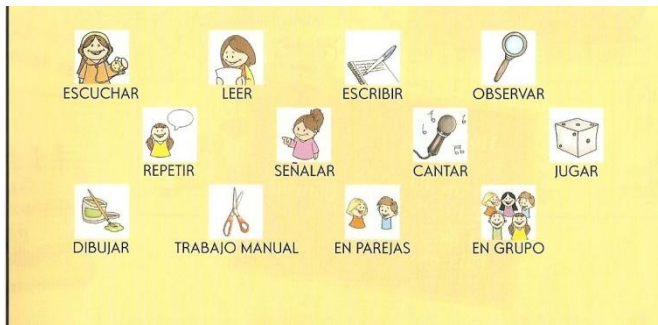 ESCUCHAR LEER ESCRIBIR OBSERVAR
REPETIR SEÑALAR CANTAR JUGAR
DIBUJAR TRABAJO MANUAL EN PAREJAS EN GRUPO